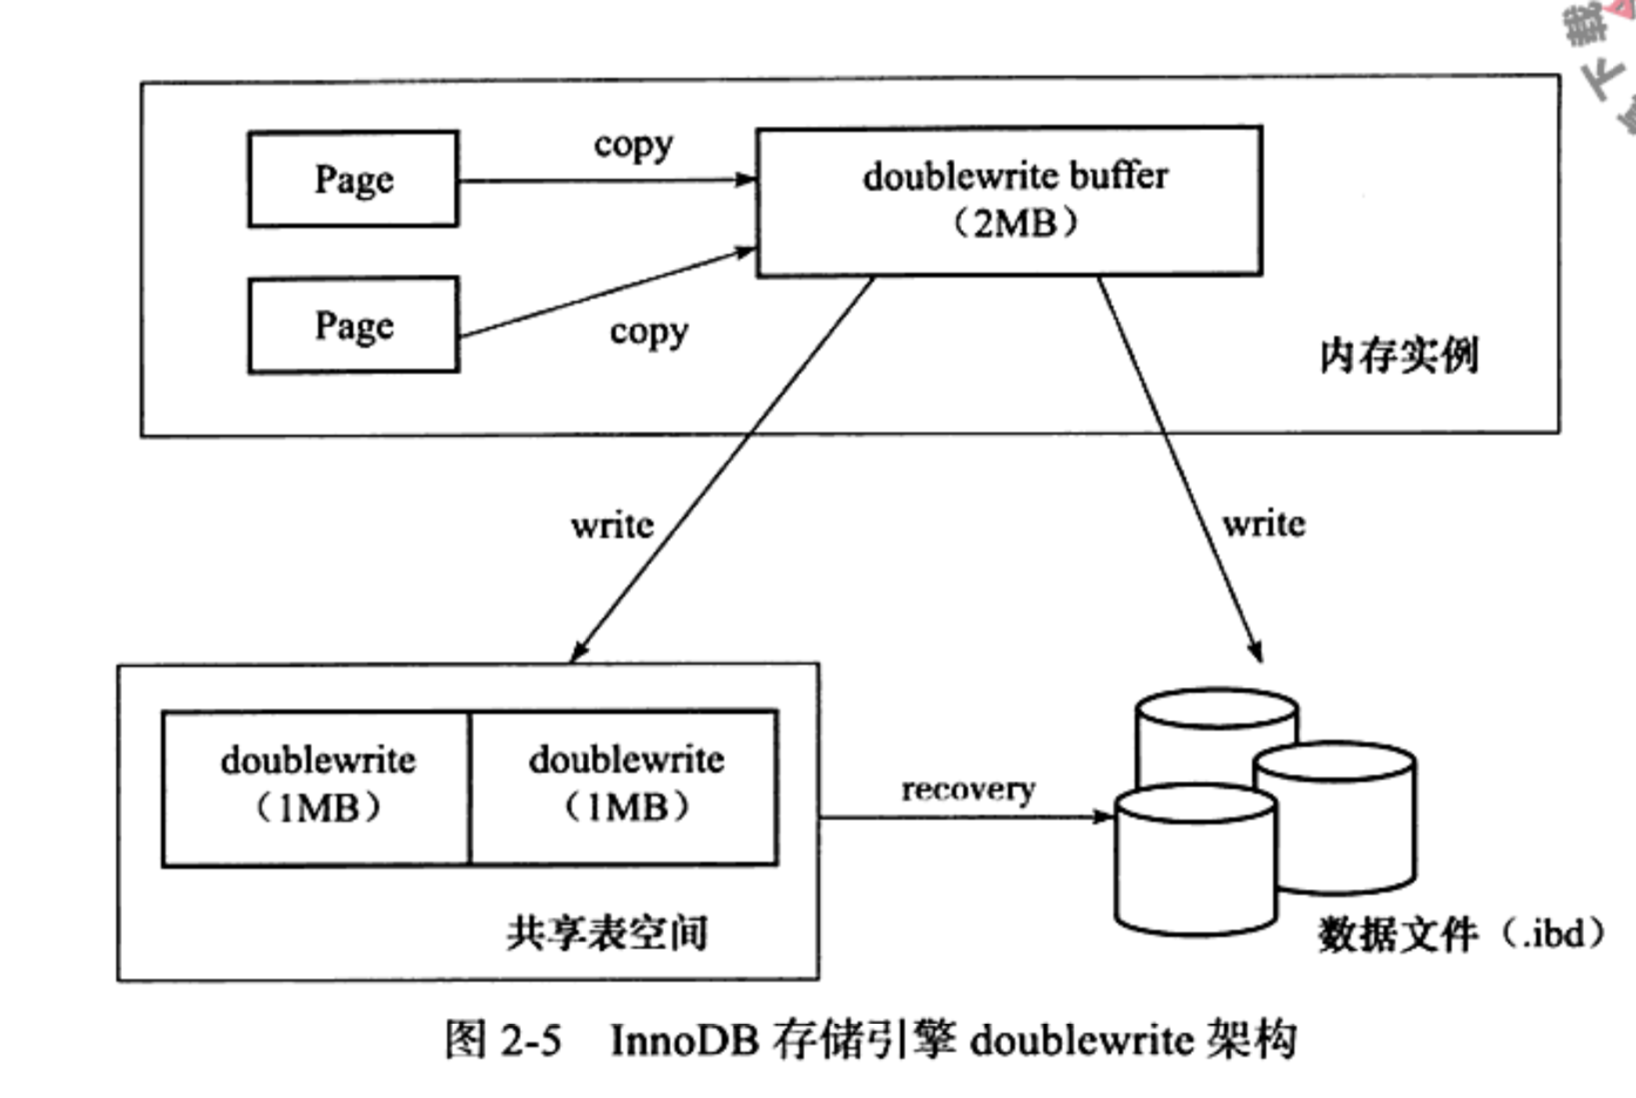 Page
copy
doublewrite buffer
（2MB）
Page
copy
内存实例
write
write
doublewrite
（1MB）
doublewrite
（1MB）
recovery
共享表空间
数据文件（.ibd）
图 2-5 InnoDB 存储引擎 doublewrite 架构